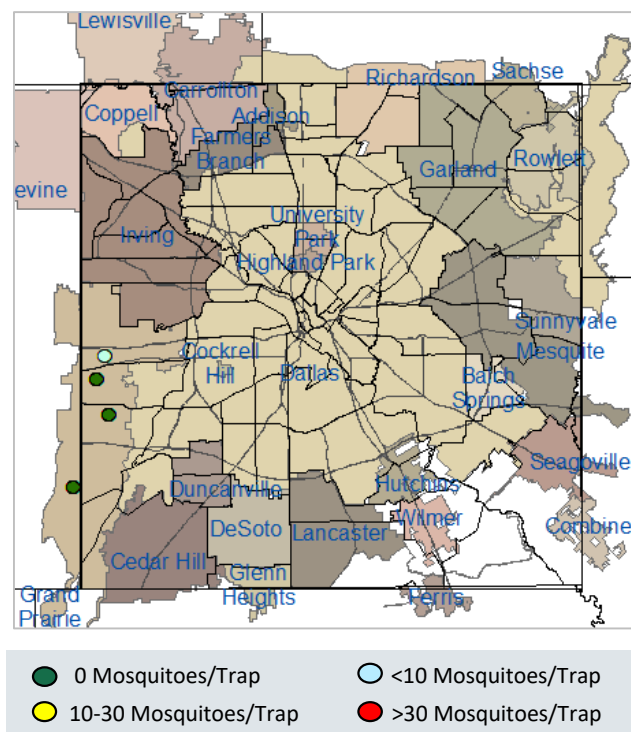 Lewisville
Carrollton
Richardson
Sachse
Coppell
Addison
Farmers
Branch
Garland
Rowlett
evine
University
Park
Irving
Highland Park
Sunnyvale
Cockrell
Hill
Dallas
Mesquite
Balch
Springs
Seagoville
Duncanville
Hutchins
DeSoto
Lancaster
Wilmer
Combine
Cedar Hill
Glenn
Heights
Grand
Prairie
Ferris
0 Mosquitoes/Trap
<10 Mosquitoes/Trap
10-30 Mosquitoes/Trap
>30 Mosquitoes/Trap